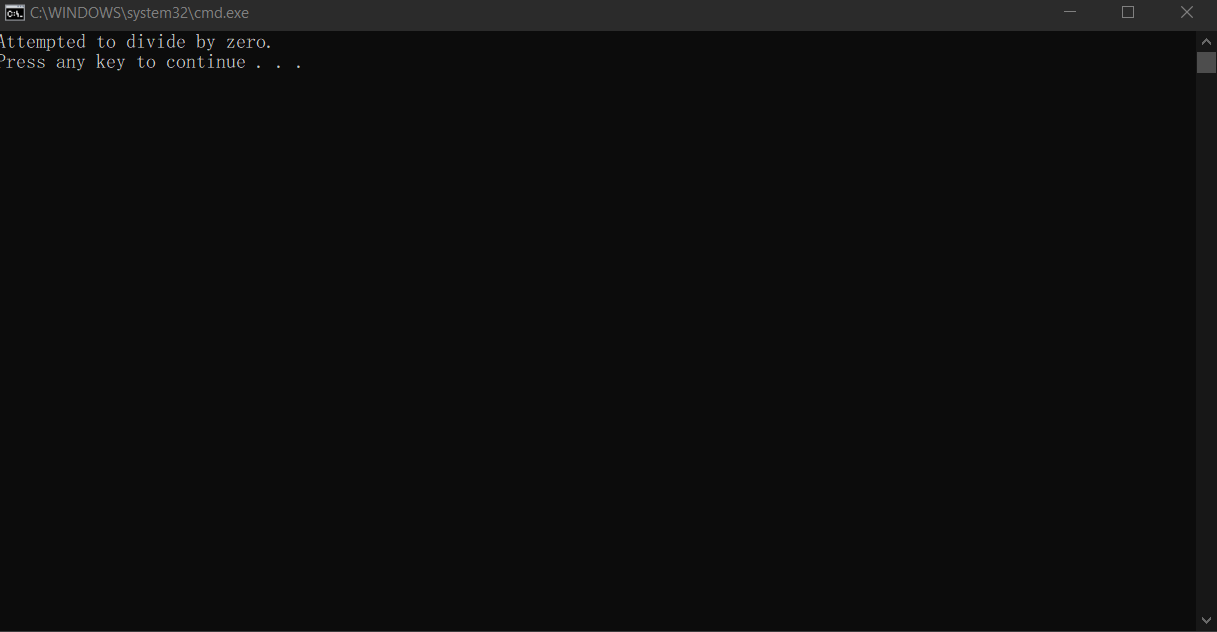 C:\WINDOWS\system32\cmd.exe
Attempted to divide by zero.
Press any key to continue . . .